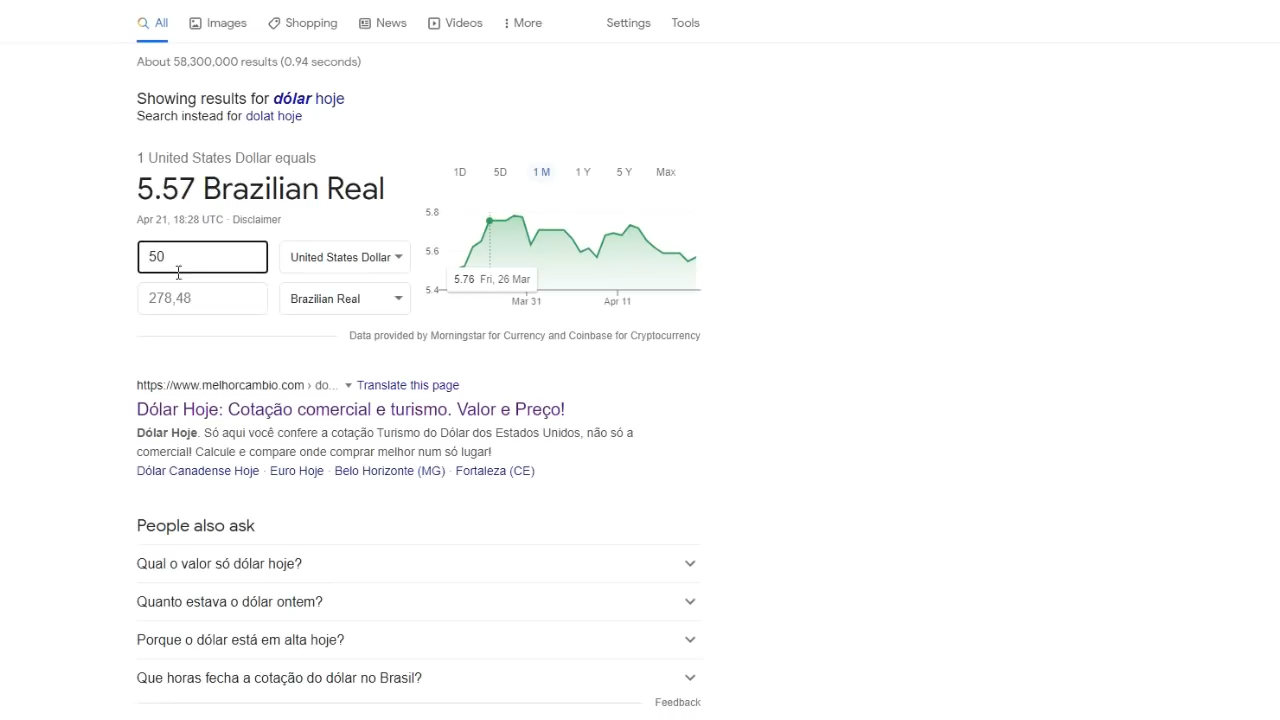 All Images Shopping News Videos More Settings Tools
About 58,300,000 results (0.94 seconds)
Showing results for dólar hoje
Search instead for dolat hoje
1 United States Dollar equals
5.57 Brazilian Real
Apr 21, 18:28 UTC · Disclaimer
50 United States Dollar
278,48 Brazilian Real
1D 5D 1M 1Y 5Y Max
5.8
5.6
5.4
5.76 Fri, 26 Mar
Mar 31 Apr 11
Data provided by Morningstar for Currency and Coinbase for Cryptocurrency
https://www.melhorcambio.com › do... Translate this page
Dólar Hoje: Cotação comercial e turismo. Valor e Preço!
Dólar Hoje. Só aqui você confere a cotação Turismo do Dólar dos Estados Unidos, não só a
comercial! Calcule e compare onde comprar melhor num só lugar!
Dólar Canadense Hoje · Euro Hoje · Belo Horizonte (MG) · Fortaleza (CE)
People also ask
Qual o valor só dólar hoje?
Quanto estava o dólar ontem?
Porque o dólar está em alta hoje?
Que horas fecha a cotação do dólar no Brasil?
Feedback